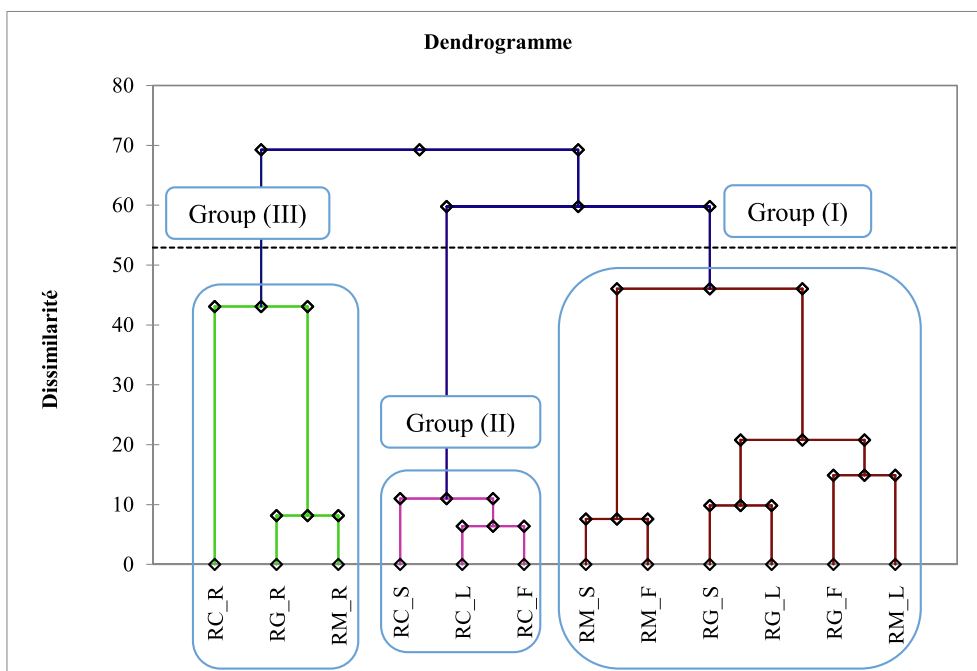 Dendrogramme
80
70
60
50
40
30
20
10
0
Dissimilarité
Group (III)
Group (I)
Group (II)
RC_R
RG_R
RM_R
RC_S
RC_L
RC_F
RM_S
RM_F
RG_S
RG_L
RG_F
RM_L